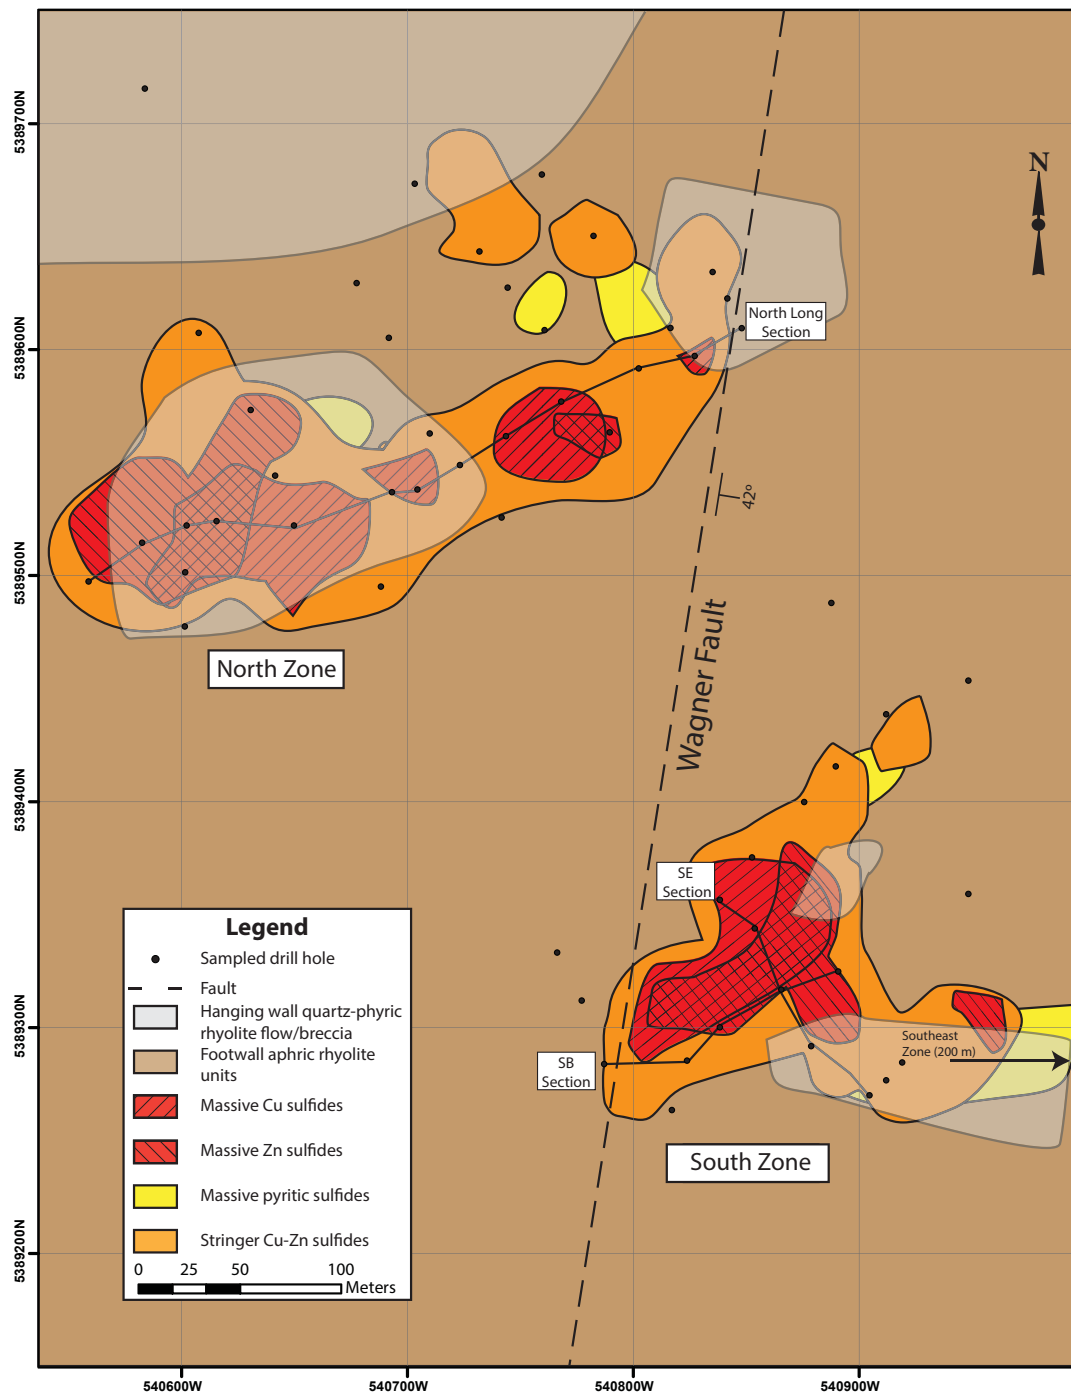 5389700N
N
North Long
Section
5389600N
42°
5389500N
Wagner Fault
North Zone
5389400N
SE
Section
Legend
Sampled drill hole
Fault
Hanging wall quartz-phyric
rhyolite flow/breccia
Footwall aphric rhyolite
units
Massive Cu sulfides
Massive Zn sulfides
Massive pyritic sulfides
Stringer Cu-Zn sulfides
0 25 50 100
Meters
5389300N
Southeast
Zone (200 m)
SB
Section
South Zone
5389200N
540600W 540700W 540800W 540900W